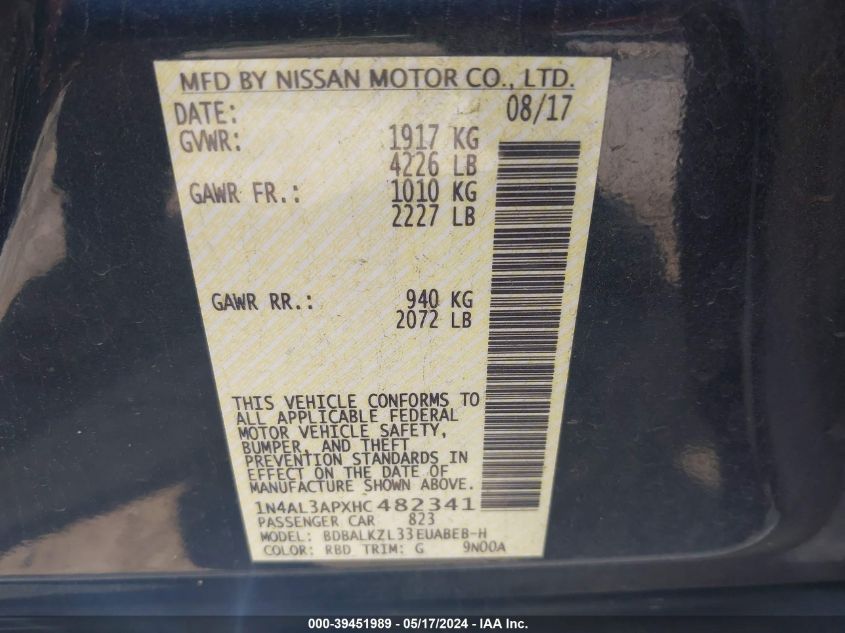 MFD BY NISSAN MOTOR CO., LTD.
DATE: 08/17
GVWR: 1917 KG
4226 LB
GAWR FR.: 1010 KG
2227 LB
GAWR RR.: 940 KG
2072 LB
THIS VEHICLE CONFORMS TO
ALL APPLICABLE FEDERAL
MOTOR VEHICLE SAFETY,
BUMPER, AND THEFT
PREVENTION STANDARDS IN
EFFECT ON THE DATE OF
MANUFACTURE SHOWN ABOVE.
1N4AL3APXHC482341
PASSENGER CAR 823
MODEL: BDBALKZL33EUABEB-H
COLOR: RBD TRIM: G 9N00A
000-39451989 - 05/17/2024 - IAA Inc.